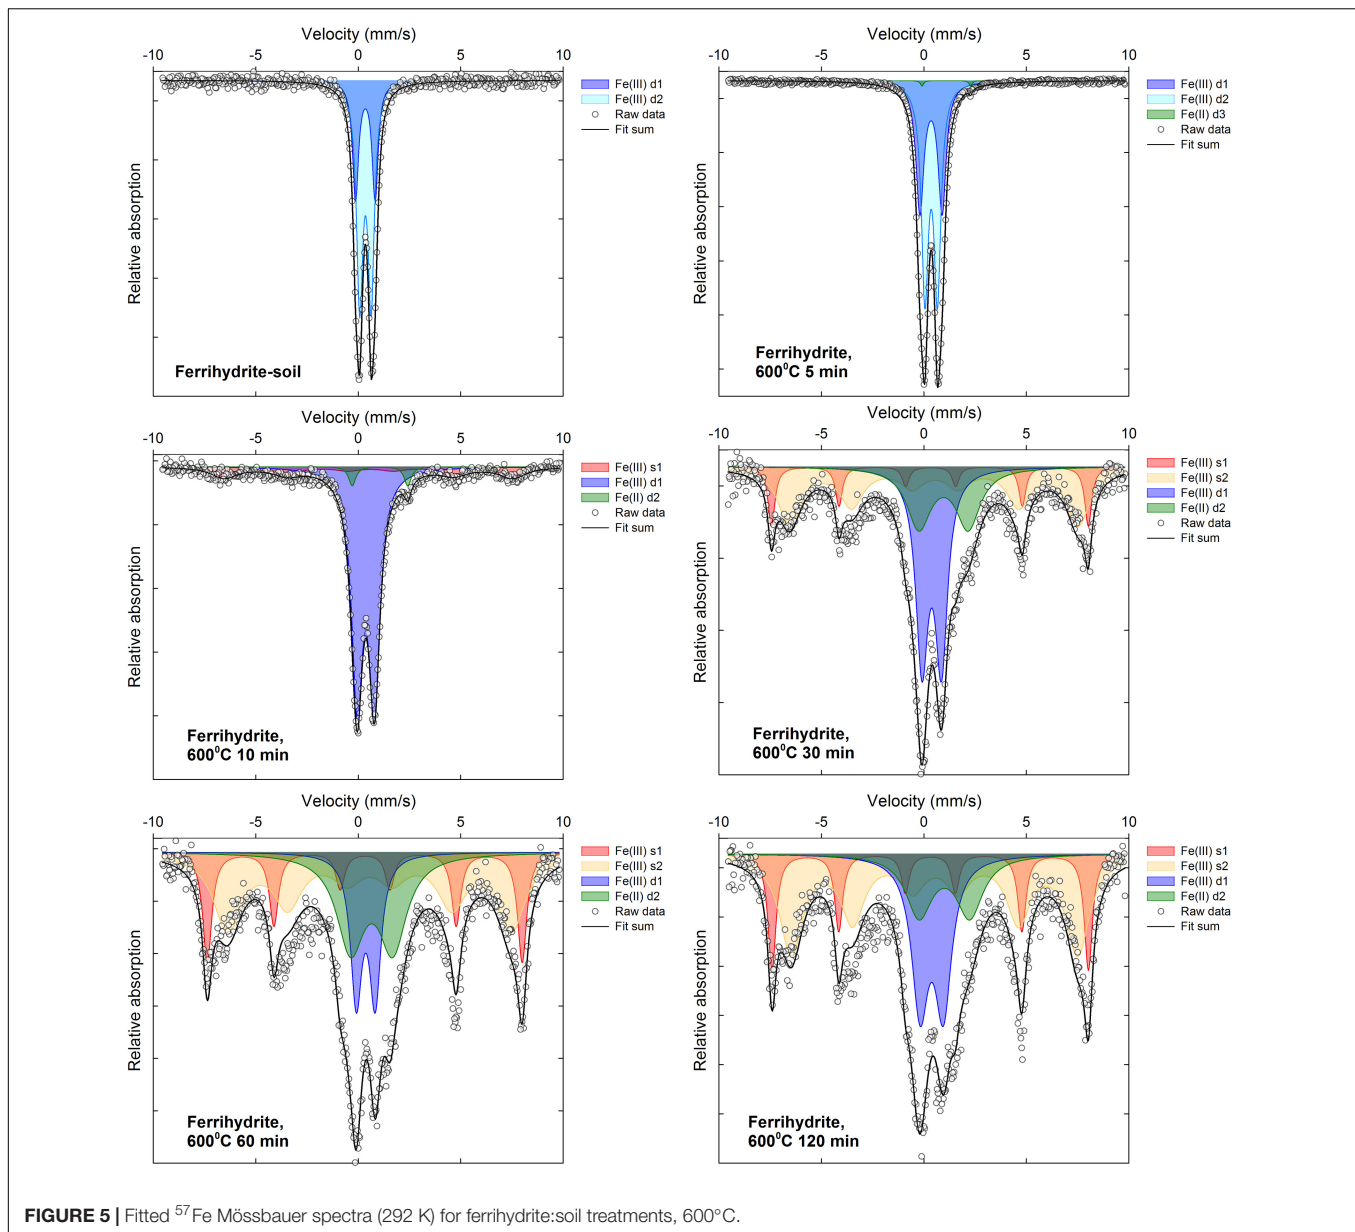 Velocity (mm/s)
-10 -5 0 5 10
Relative absorption
Fe(III) d1
Fe(III) d2
Raw data
Fit sum
Ferrihydrite-soil
Velocity (mm/s)
-10 -5 0 5 10
Relative absorption
Fe(III) d1
Fe(III) d2
Fe(II) d3
Raw data
Fit sum
Ferrihydrite,
600⁰C 5 min
Velocity (mm/s)
-10 -5 0 5 10
Relative absorption
Fe(III) s1
Fe(III) d1
Fe(II) d2
Raw data
Fit sum
Ferrihydrite,
600⁰C 10 min
Velocity (mm/s)
-10 -5 0 5 10
Relative absorption
Fe(III) s1
Fe(III) s2
Fe(III) d1
Fe(II) d2
Raw data
Fit sum
Ferrihydrite,
600⁰C 30 min
Velocity (mm/s)
-10 -5 0 5 10
Relative absorption
Fe(III) s1
Fe(III) s2
Fe(III) d1
Fe(II) d2
Raw data
Fit sum
Ferrihydrite,
600⁰C 60 min
Velocity (mm/s)
-10 -5 0 5 10
Relative absorption
Fe(III) s1
Fe(III) s2
Fe(III) d1
Fe(II) d2
Raw data
Fit sum
Ferrihydrite,
600⁰C 120 min
FIGURE 5 | Fitted ⁵⁷Fe Mössbauer spectra (292 K) for ferrihydrite:soil treatments, 600°C.